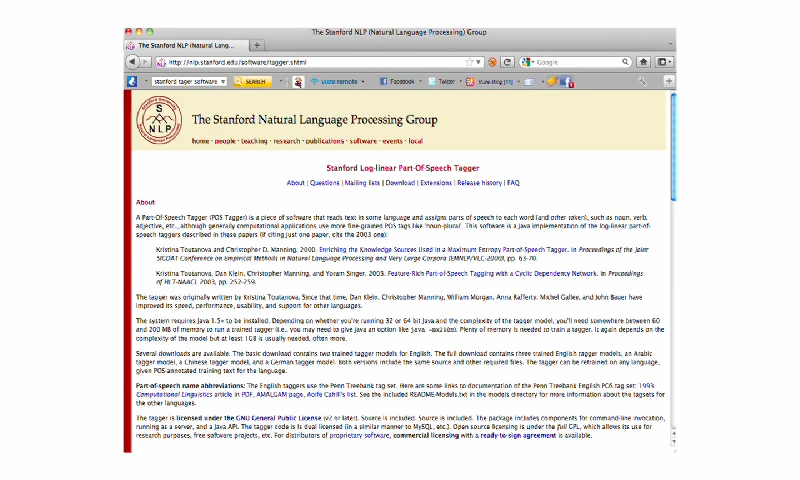 The Stanford NLP (Natural Language Processing) Group
The Stanford NLP (Natural Lang...
http://nlp.stanford.edu/software/tagger.shtml
Google
stanford tager software
SEARCH
yuzo remote
Facebook
Twitter
The Stanford Natural Language Processing Group
S
NLP
home · people · teaching · research · publications · software · events · local
Stanford Log-linear Part-Of-Speech Tagger
About | Questions | Mailing lists | Download | Extensions | Release history | FAQ
About
A Part-Of-Speech Tagger (POS Tagger) is a piece of software that reads text in some language and assigns parts of speech to each word (and other token), such as noun, verb,
adjective, etc., although generally computational applications use more fine-grained POS tags like 'noun-plural'. This software is a Java implementation of the log-linear part-of-
speech taggers described in these papers (if citing just one paper, cite the 2003 one):
Kristina Toutanova and Christopher D. Manning. 2000. Enriching the Knowledge Sources Used in a Maximum Entropy Part-of-Speech Tagger. In Proceedings of the Joint
SIGDAT Conference on Empirical Methods in Natural Language Processing and Very Large Corpora (EMNLP/VLC-2000), pp. 63-70.
Kristina Toutanova, Dan Klein, Christopher Manning, and Yoram Singer. 2003. Feature-Rich Part-of-Speech Tagging with a Cyclic Dependency Network. In Proceedings
of HLT-NAACL 2003, pp. 252-259.
The tagger was originally written by Kristina Toutanova. Since that time, Dan Klein, Christopher Manning, William Morgan, Anna Rafferty, Michel Galley, and John Bauer have
improved its speed, performance, usability, and support for other languages.
The system requires Java 1.5+ to be installed. Depending on whether you're running 32 or 64 bit Java and the complexity of the tagger model, you'll need somewhere between 60
and 200 MB of memory to run a trained tagger (i.e., you may need to give java an option like java -mx200m). Plenty of memory is needed to train a tagger. It again depends on the
complexity of the model but at least 1GB is usually needed, often more.
Several downloads are available. The basic download contains two trained tagger models for English. The full download contains three trained English tagger models, an Arabic
tagger model, a Chinese tagger model, and a German tagger model. Both versions include the same source and other required files. The tagger can be retrained on any language,
given POS-annotated training text for the language.
Part-of-speech name abbreviations: The English taggers use the Penn Treebank tag set. Here are some links to documentation of the Penn Treebank English POS tag set: 1993
Computational Linguistics article in PDF, AMALGAM page, Aoife Cahill's list. See the included README-Models.txt in the models directory for more information about the tagsets for
the other languages.
The tagger is licensed under the GNU General Public License (v2 or later). Source is included. Source is included. The package includes components for command-line invocation,
running as a server, and a Java API. The tagger code is is dual licensed (in a similar manner to MySQL, etc.). Open source licensing is under the full GPL, which allows its use for
research purposes, free software projects, etc. For distributors of proprietary software, commercial licensing with a ready-to-sign agreement is available.